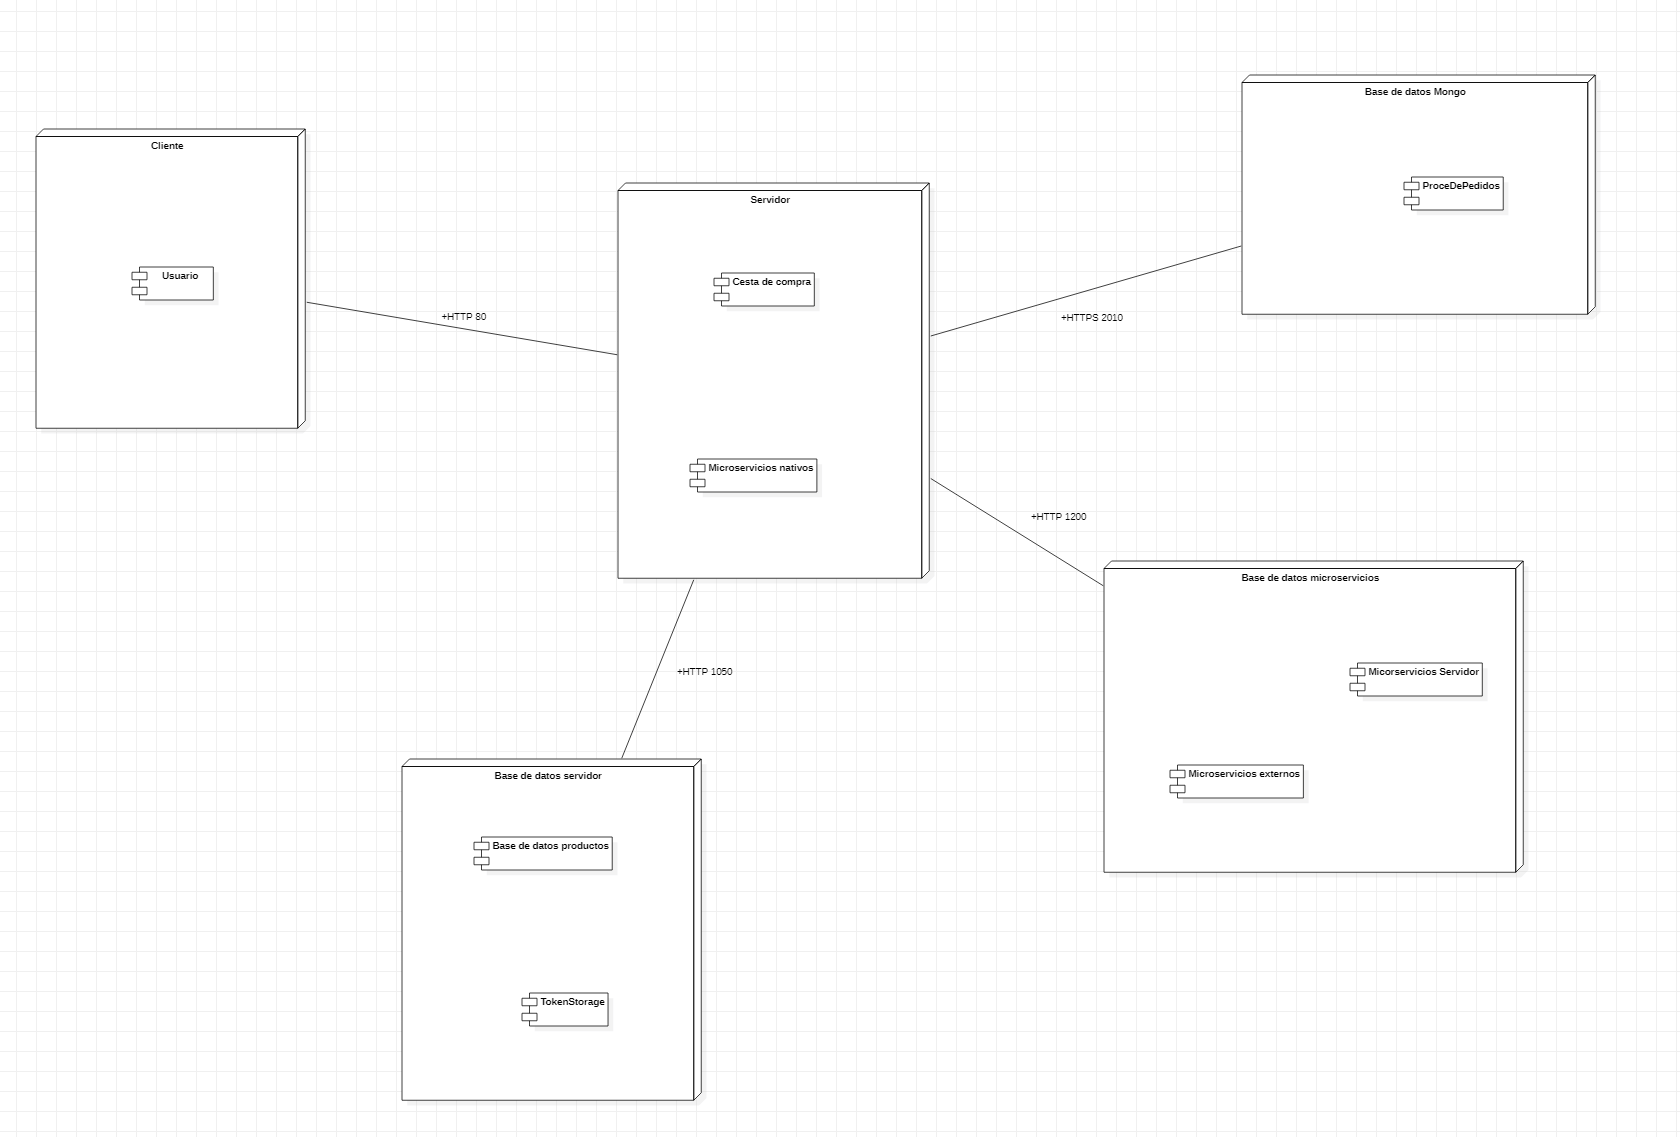 Base de datos Mongo
Cliente
ProceDePedidos
Servidor
Usuario
Cesta de compra
+HTTP 80
+HTTPS 2010
Microservicios nativos
+HTTP 1200
Base de datos microservicios
+HTTP 1050
Micorservicios Servidor
Microservicios externos
Base de datos servidor
Base de datos productos
TokenStorage